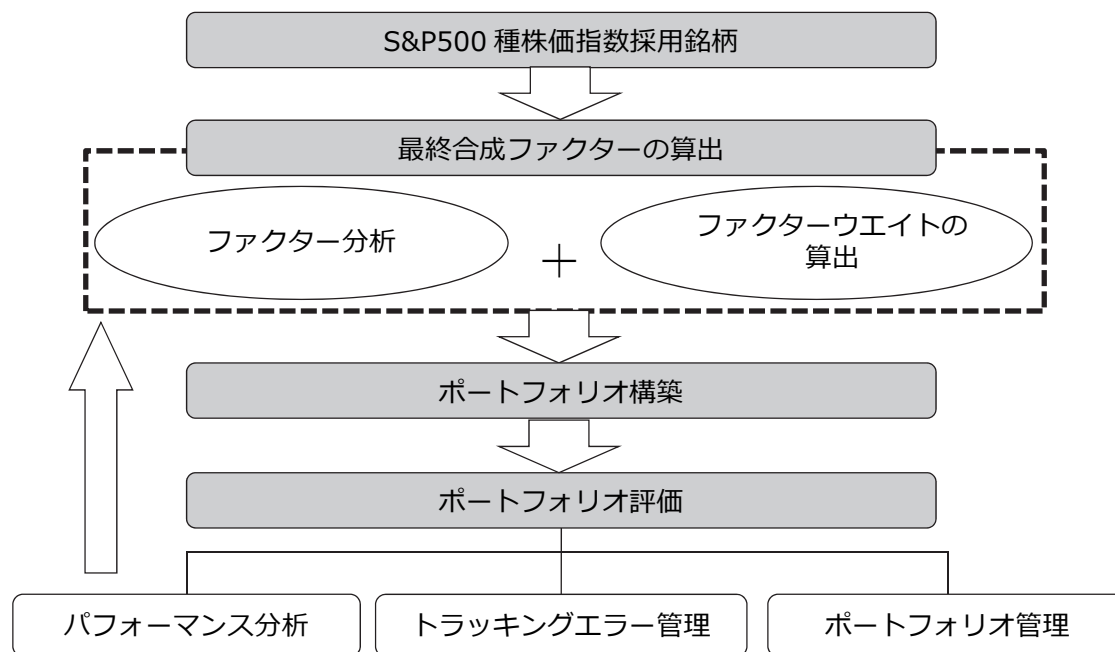 S&P500 種株価指数採用銘柄
最終合成ファクターの算出
ファクター分析
+
ファクターウエイトの
算出
ポートフォリオ構築
ポートフォリオ評価
パフォーマンス分析
トラッキングエラー管理
ポートフォリオ管理